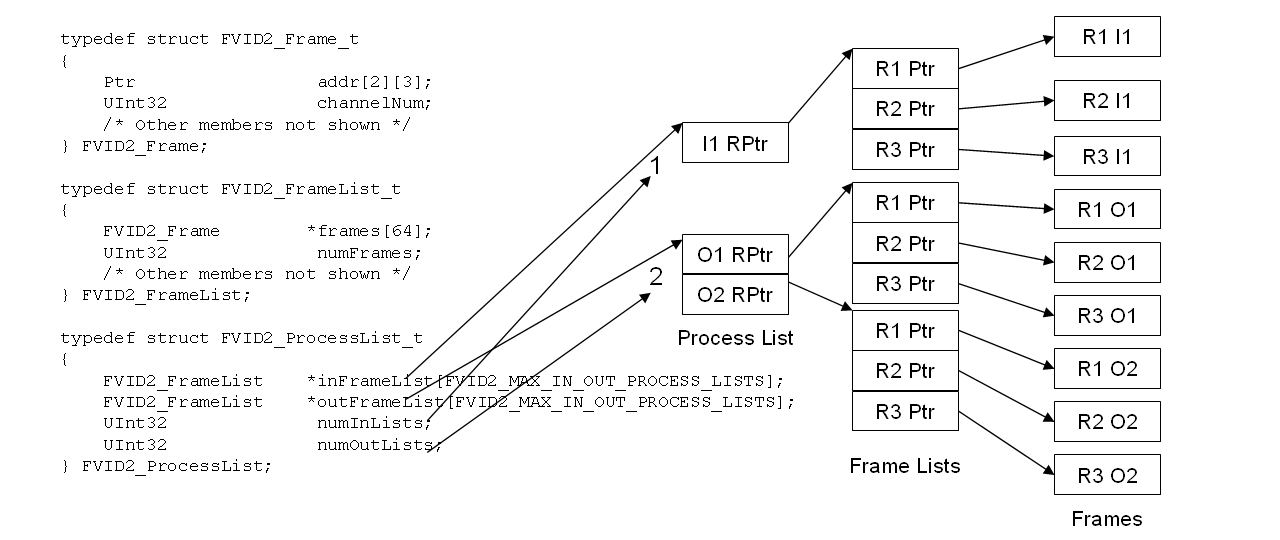 typedef struct FVID2_Frame_t
{
Ptr addr[2][3];
UInt32 channelNum;
/* Other members not shown */
} FVID2_Frame;
typedef struct FVID2_FrameList_t
{
FVID2_Frame *frames[64];
UInt32 numFrames;
/* Other members not shown */
} FVID2_FrameList;
typedef struct FVID2_ProcessList_t
{
FVID2_FrameList *inFrameList[FVID2_MAX_IN_OUT_PROCESS_LISTS];
FVID2_FrameList *outFrameList[FVID2_MAX_IN_OUT_PROCESS_LISTS];
UInt32 numInLists;
UInt32 numOutLists;
} FVID2_ProcessList;
1
2
I1 RPtr
O1 RPtr
O2 RPtr
Process List
R1 Ptr
R2 Ptr
R3 Ptr
R1 Ptr
R2 Ptr
R3 Ptr
R1 Ptr
R2 Ptr
R3 Ptr
Frame Lists
R1 I1
R2 I1
R3 I1
R1 O1
R2 O1
R3 O1
R1 O2
R2 O2
R3 O2
Frames